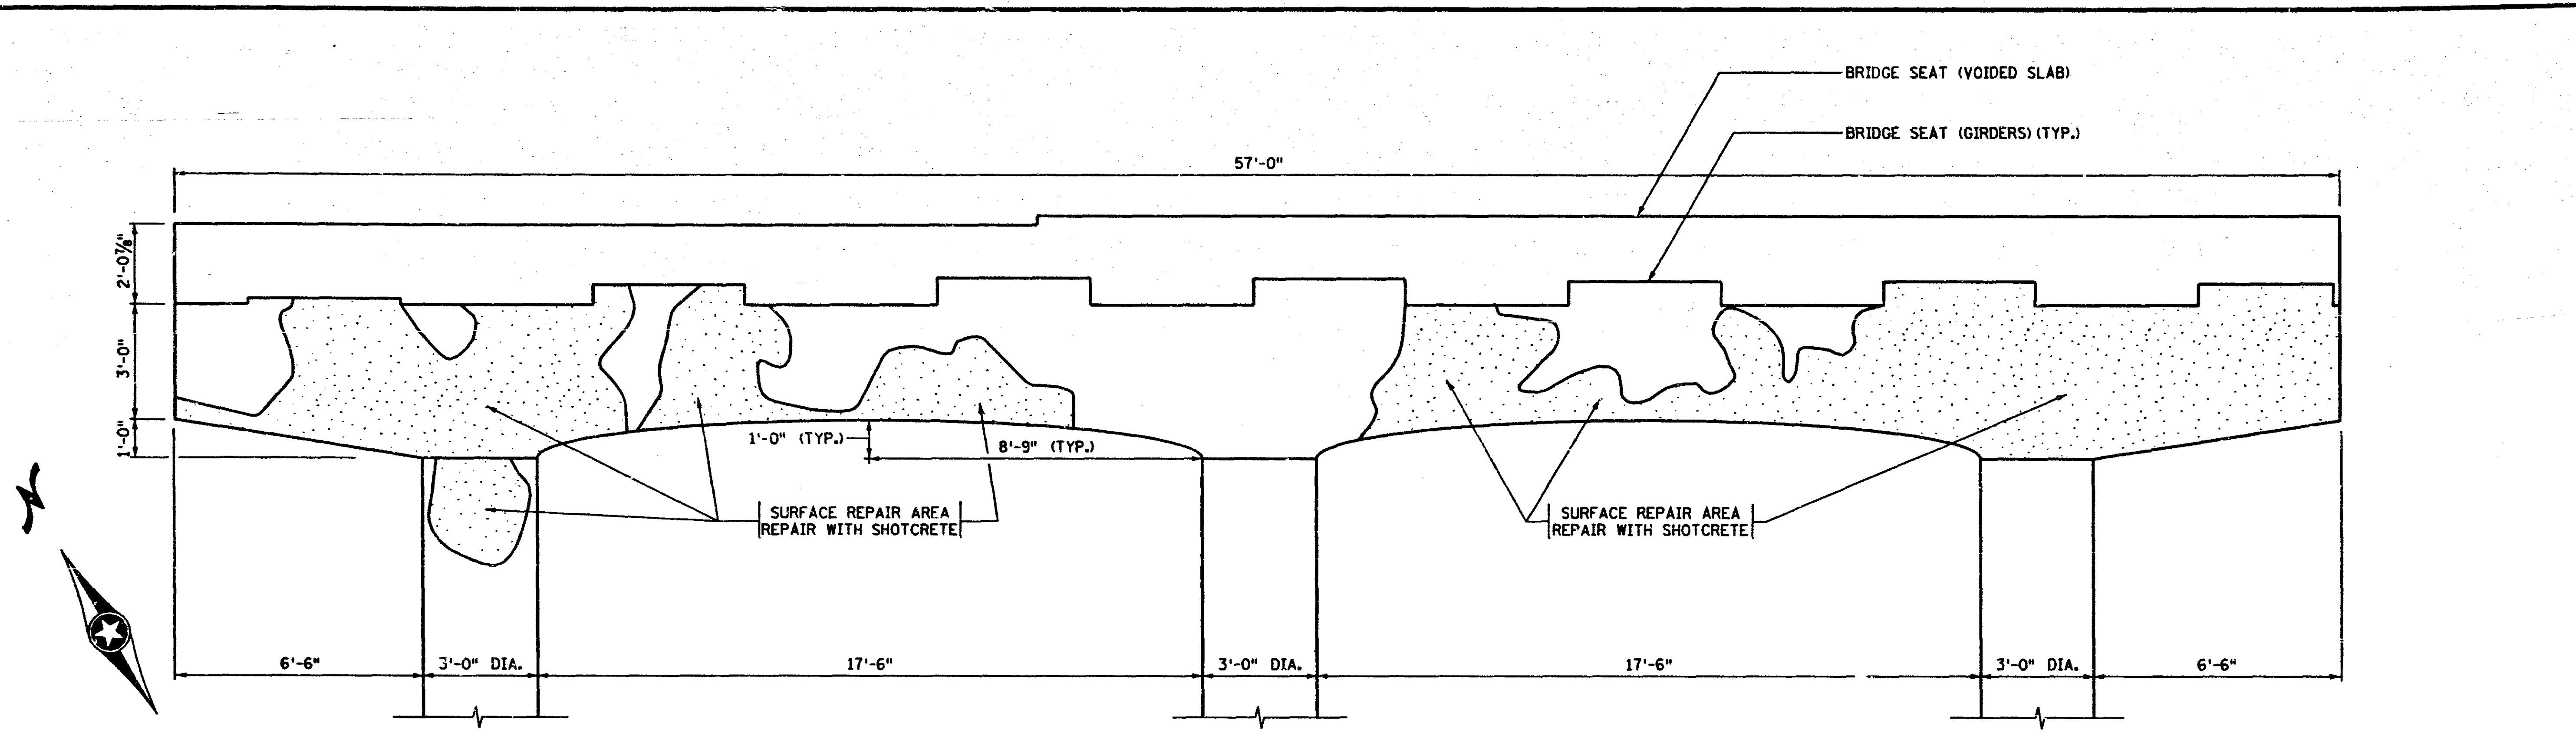 BRIDGE SEAT (VOIDED SLAB)
BRIDGE SEAT (GIRDERS) (TYP.)
57'-0"
2'-0⅞"
3'-0"
1'-0"
1'-0" (TYP.)
8'-9" (TYP.)
SURFACE REPAIR AREA
REPAIR WITH SHOTCRETE
SURFACE REPAIR AREA
REPAIR WITH SHOTCRETE
6'-6"
3'-0" DIA.
17'-6"
3'-0" DIA.
17'-6"
3'-0" DIA.
6'-6"